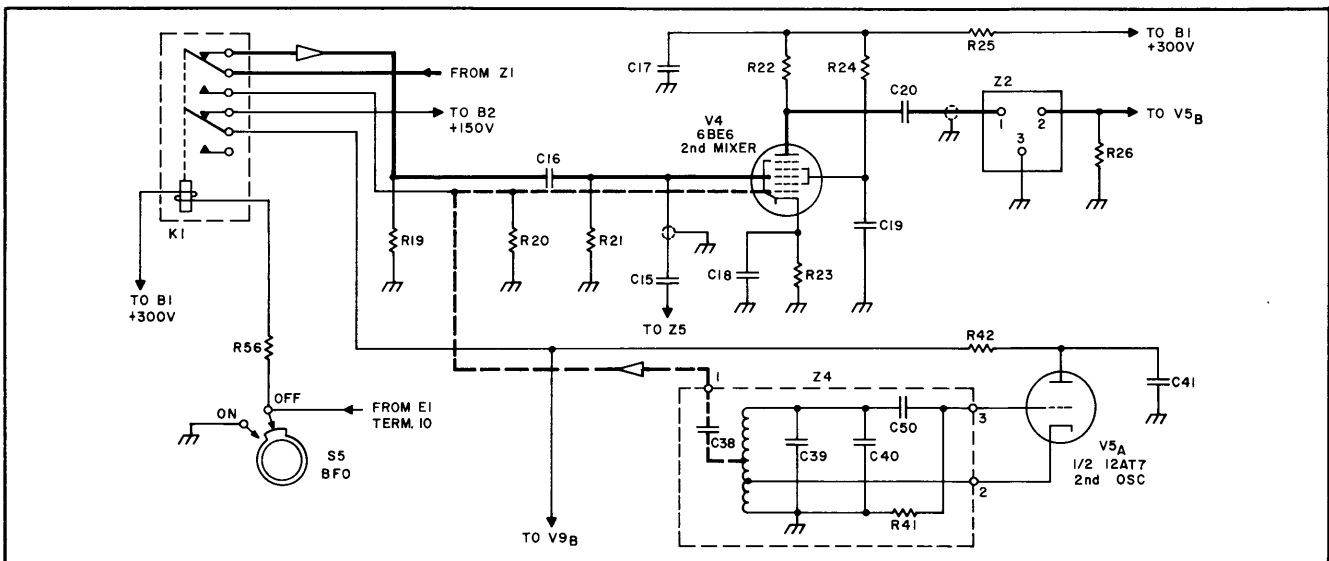 TO B1
+300V
R25
C17
R22
R24
FROM Z1
TO B2
+150V
K1
C20
Z2
1
2
3
TO V5B
R26
V4
6BE6
2nd MIXER
C16
R19
R20
R21
C15
TO Z5
C18
R23
C19
TO B1
+300V
R56
OFF
ON
FROM E1
TERM. 10
S5
BFO
TO V9B
R42
C41
1
Z4
C38
C39
C40
C50
R41
3
2
V5A
1/2 12AT7
2nd OSC